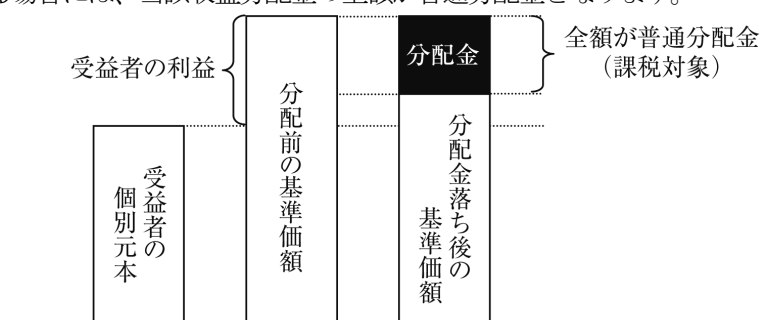 受益者の利益
分配金
全額が普通分配金
（課税対象）
受益者の
個別元本
分配前の基準価額
分配金落ち後の
基準価額